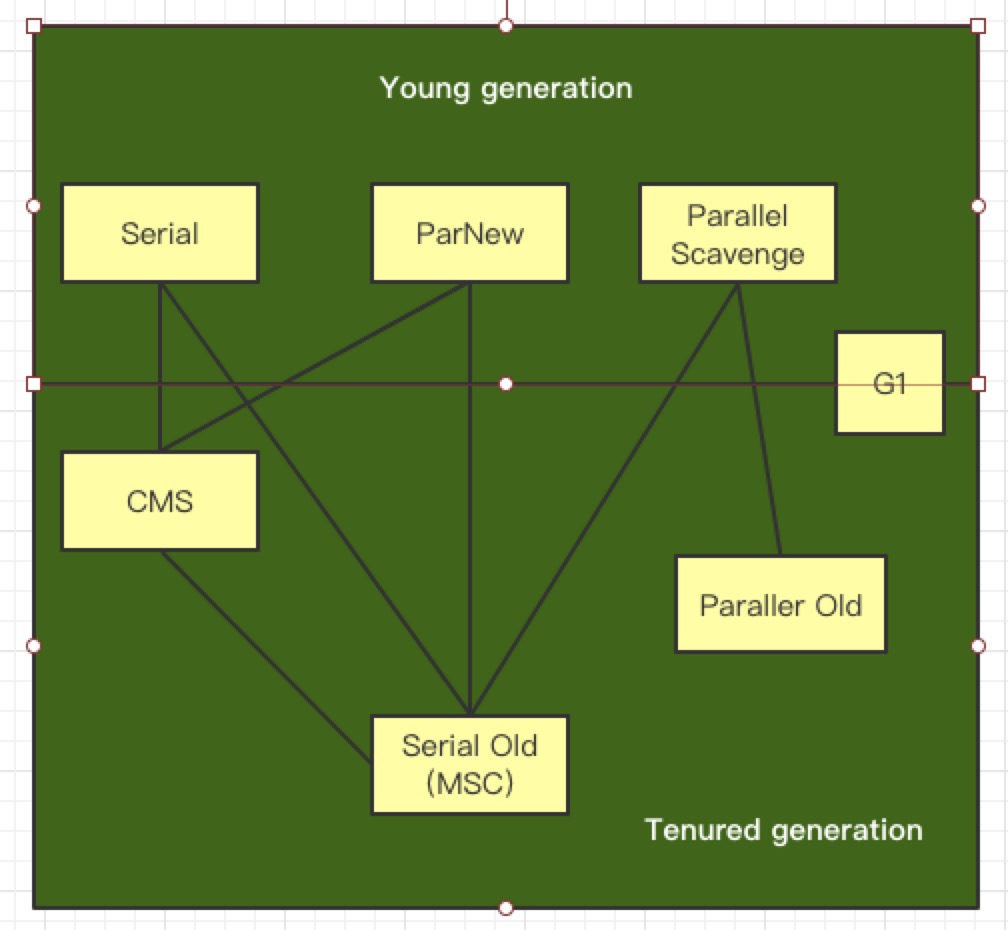 Young generation
Serial
ParNew
Parallel
Scavenge
G1
CMS
Paraller Old
Serial Old
(MSC)
Tenured generation